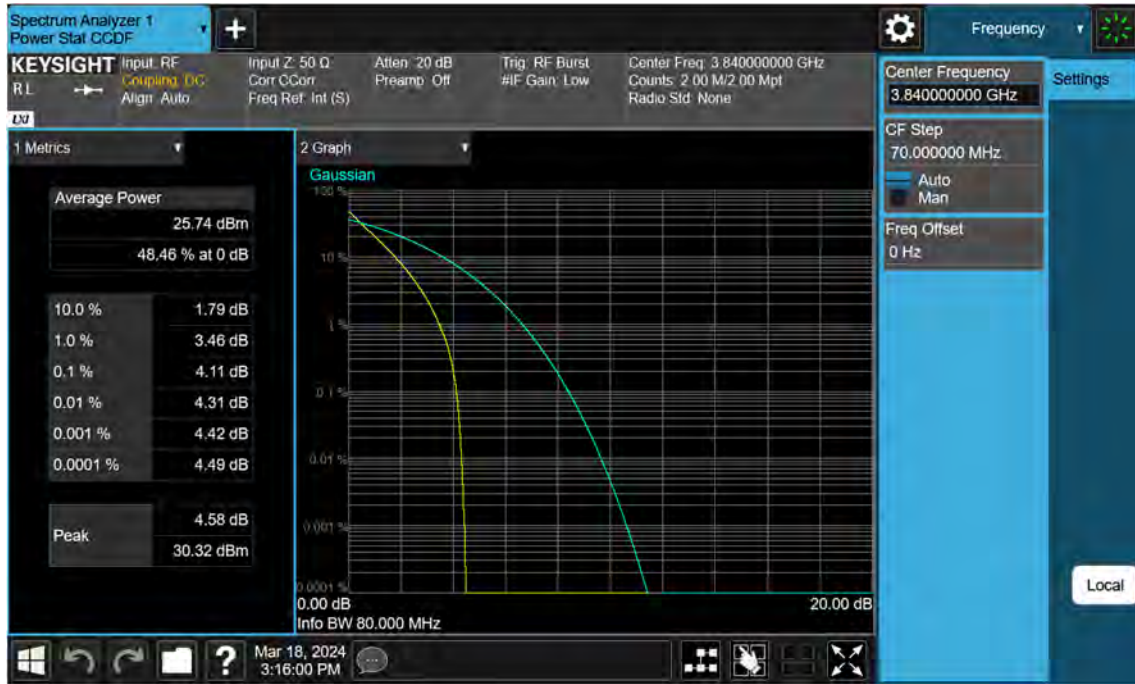 Spectrum Analyzer 1
Power Stat CCDF
+
Frequency
KEYSIGHT
R L
LXI
Input: RF
Coupling: DC
Align: Auto
Input Z: 50 Ω
Corr CCorr
Freq Ref: Int (S)
Atten: 20 dB
Preamp: Off
Trig: RF Burst
#IF Gain: Low
Center Freq: 3.840000000 GHz
Counts: 2.00 M/2.00 Mpt
Radio Std: None
Center Frequency
3.840000000 GHz
Settings
CF Step
70.000000 MHz
Auto
Man
Freq Offset
0 Hz
1 Metrics
Average Power
25.74 dBm
48.46 % at 0 dB
10.0 % 1.79 dB
1.0 % 3.46 dB
0.1 % 4.11 dB
0.01 % 4.31 dB
0.001 % 4.42 dB
0.0001 % 4.49 dB
Peak 4.58 dB
30.32 dBm
2 Graph
Gaussian
100 %
10 %
1 %
0.1 %
0.01 %
0.001 %
0.0001 %
0.00 dB 20.00 dB
Info BW 80.000 MHz
Local
?
Mar 18, 2024
3:16:00 PM